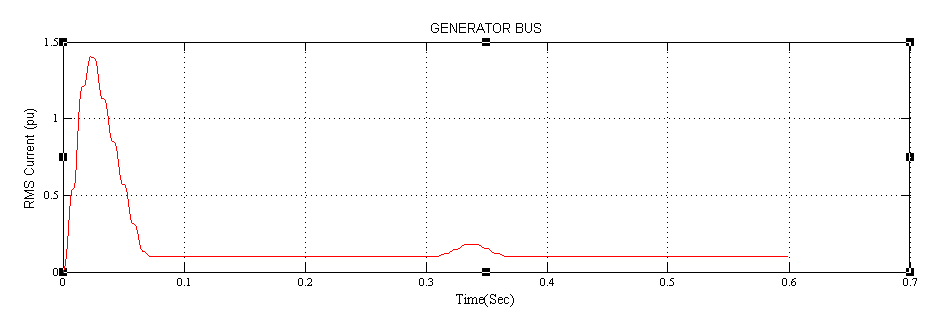 GENERATOR BUS
1.5
1
0.5
0
RMS Current (pu)
0 0.1 0.2 0.3 0.4 0.5 0.6 0.7
Time(Sec)